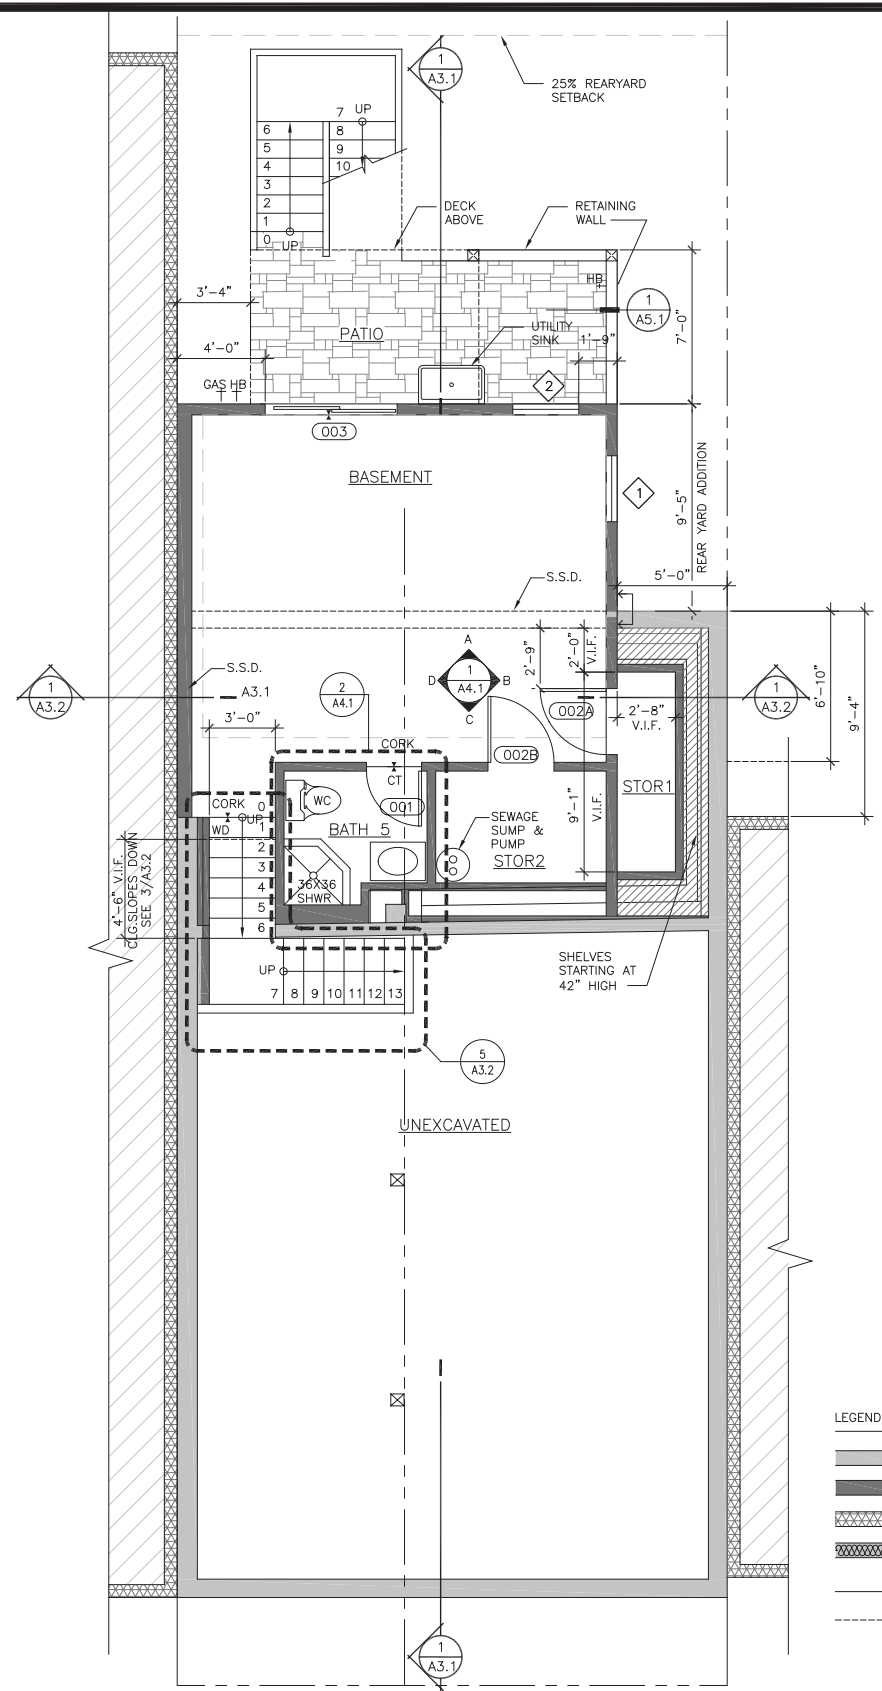 1
A3.1
25% REARYARD
SETBACK
7 UP
6
8
5
9
4
10
3
2
1
0
UP
DECK
ABOVE
RETAINING
WALL
HB
3'-4"
1
A5.1
PATIO
UTILITY
SINK
1'-9"
7'-0"
4'-0"
GAS HB
2
003
BASEMENT
1
9'-5"
REAR YARD ADDITION
S.S.D.
5'-0"
A
2'-9"
2'-0"
V.I.F.
S.S.D.
D
1
A4.1
B
C
1
A3.2
A3.1
2
A4.1
002A
2'-8"
V.I.F.
1
A3.2
6'-10"
9'-4"
3'-0"
CORK
002B
CT
STOR1
CORK
WD
0
UP
1
WC
001
BATH 5
SEWAGE
SUMP &
PUMP
STOR2
9'-1"
V.I.F.
2
3
4
5
6
36X36
SHWR
4'-6" V.I.F.
CLG.SLOPES DOWN
SEE 3/A3.2
UP
7 8 9 10 11 12 13
SHELVES
STARTING AT
42" HIGH
5
A3.2
UNEXCAVATED
LEGEND
1
A3.1